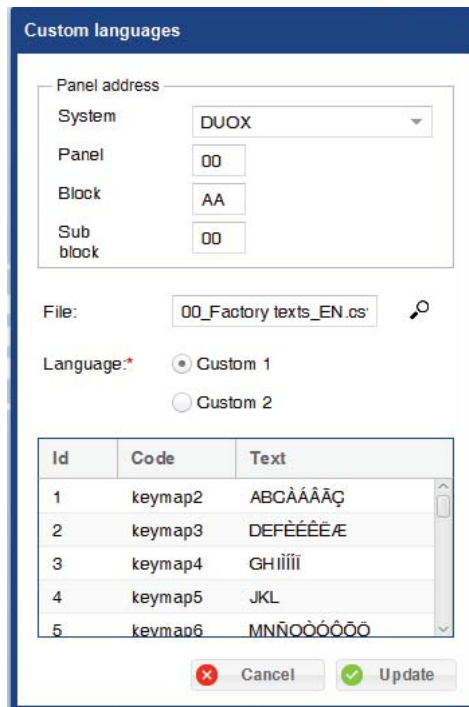 Custom languages
Panel address
System DUOX
Panel 00
Block AA
Sub block 00
File: 00_Factory texts_EN.cs
Language:* Custom 1
Custom 2
Id Code Text
1 keymap2 ABCÀÁÂÃÇ
2 keymap3 DEFÈÉÊËÆ
3 keymap4 GHIÌÍÎÏ
4 keymap5 JKL
5 keymap6 MNÑOÒÓÔÕÖ
Cancel Update